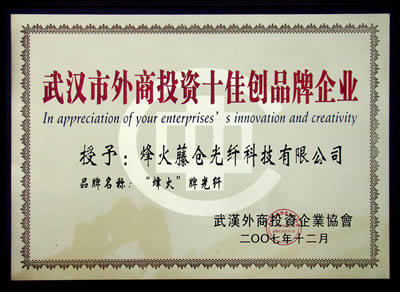 武汉市外商投资十佳创品牌企业
In appreciation of your enterprises's innovation and creativity
授予：烽火藤仓光纤科技有限公司
品牌名称：“烽火”牌光纤
武漢外商投資企業協會
二〇〇七年十二月